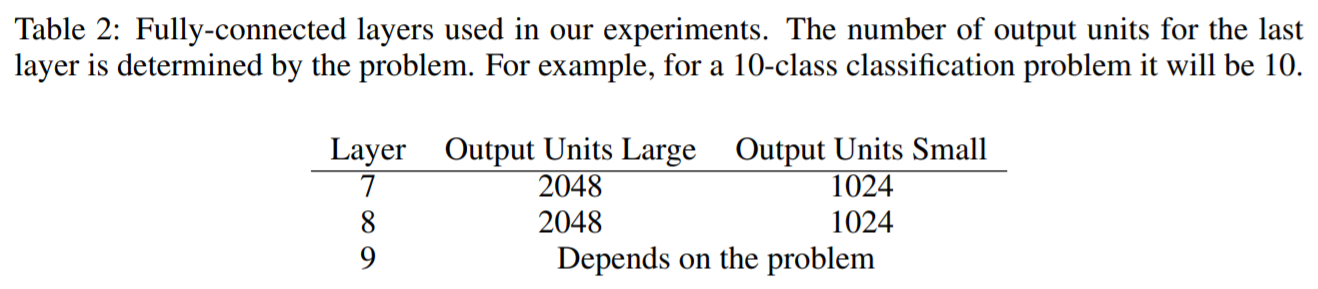 Table 2: Fully-connected layers used in our experiments. The number of output units for the last
layer is determined by the problem. For example, for a 10-class classification problem it will be 10.
Layer Output Units Large Output Units Small
7 2048 1024
8 2048 1024
9 Depends on the problem